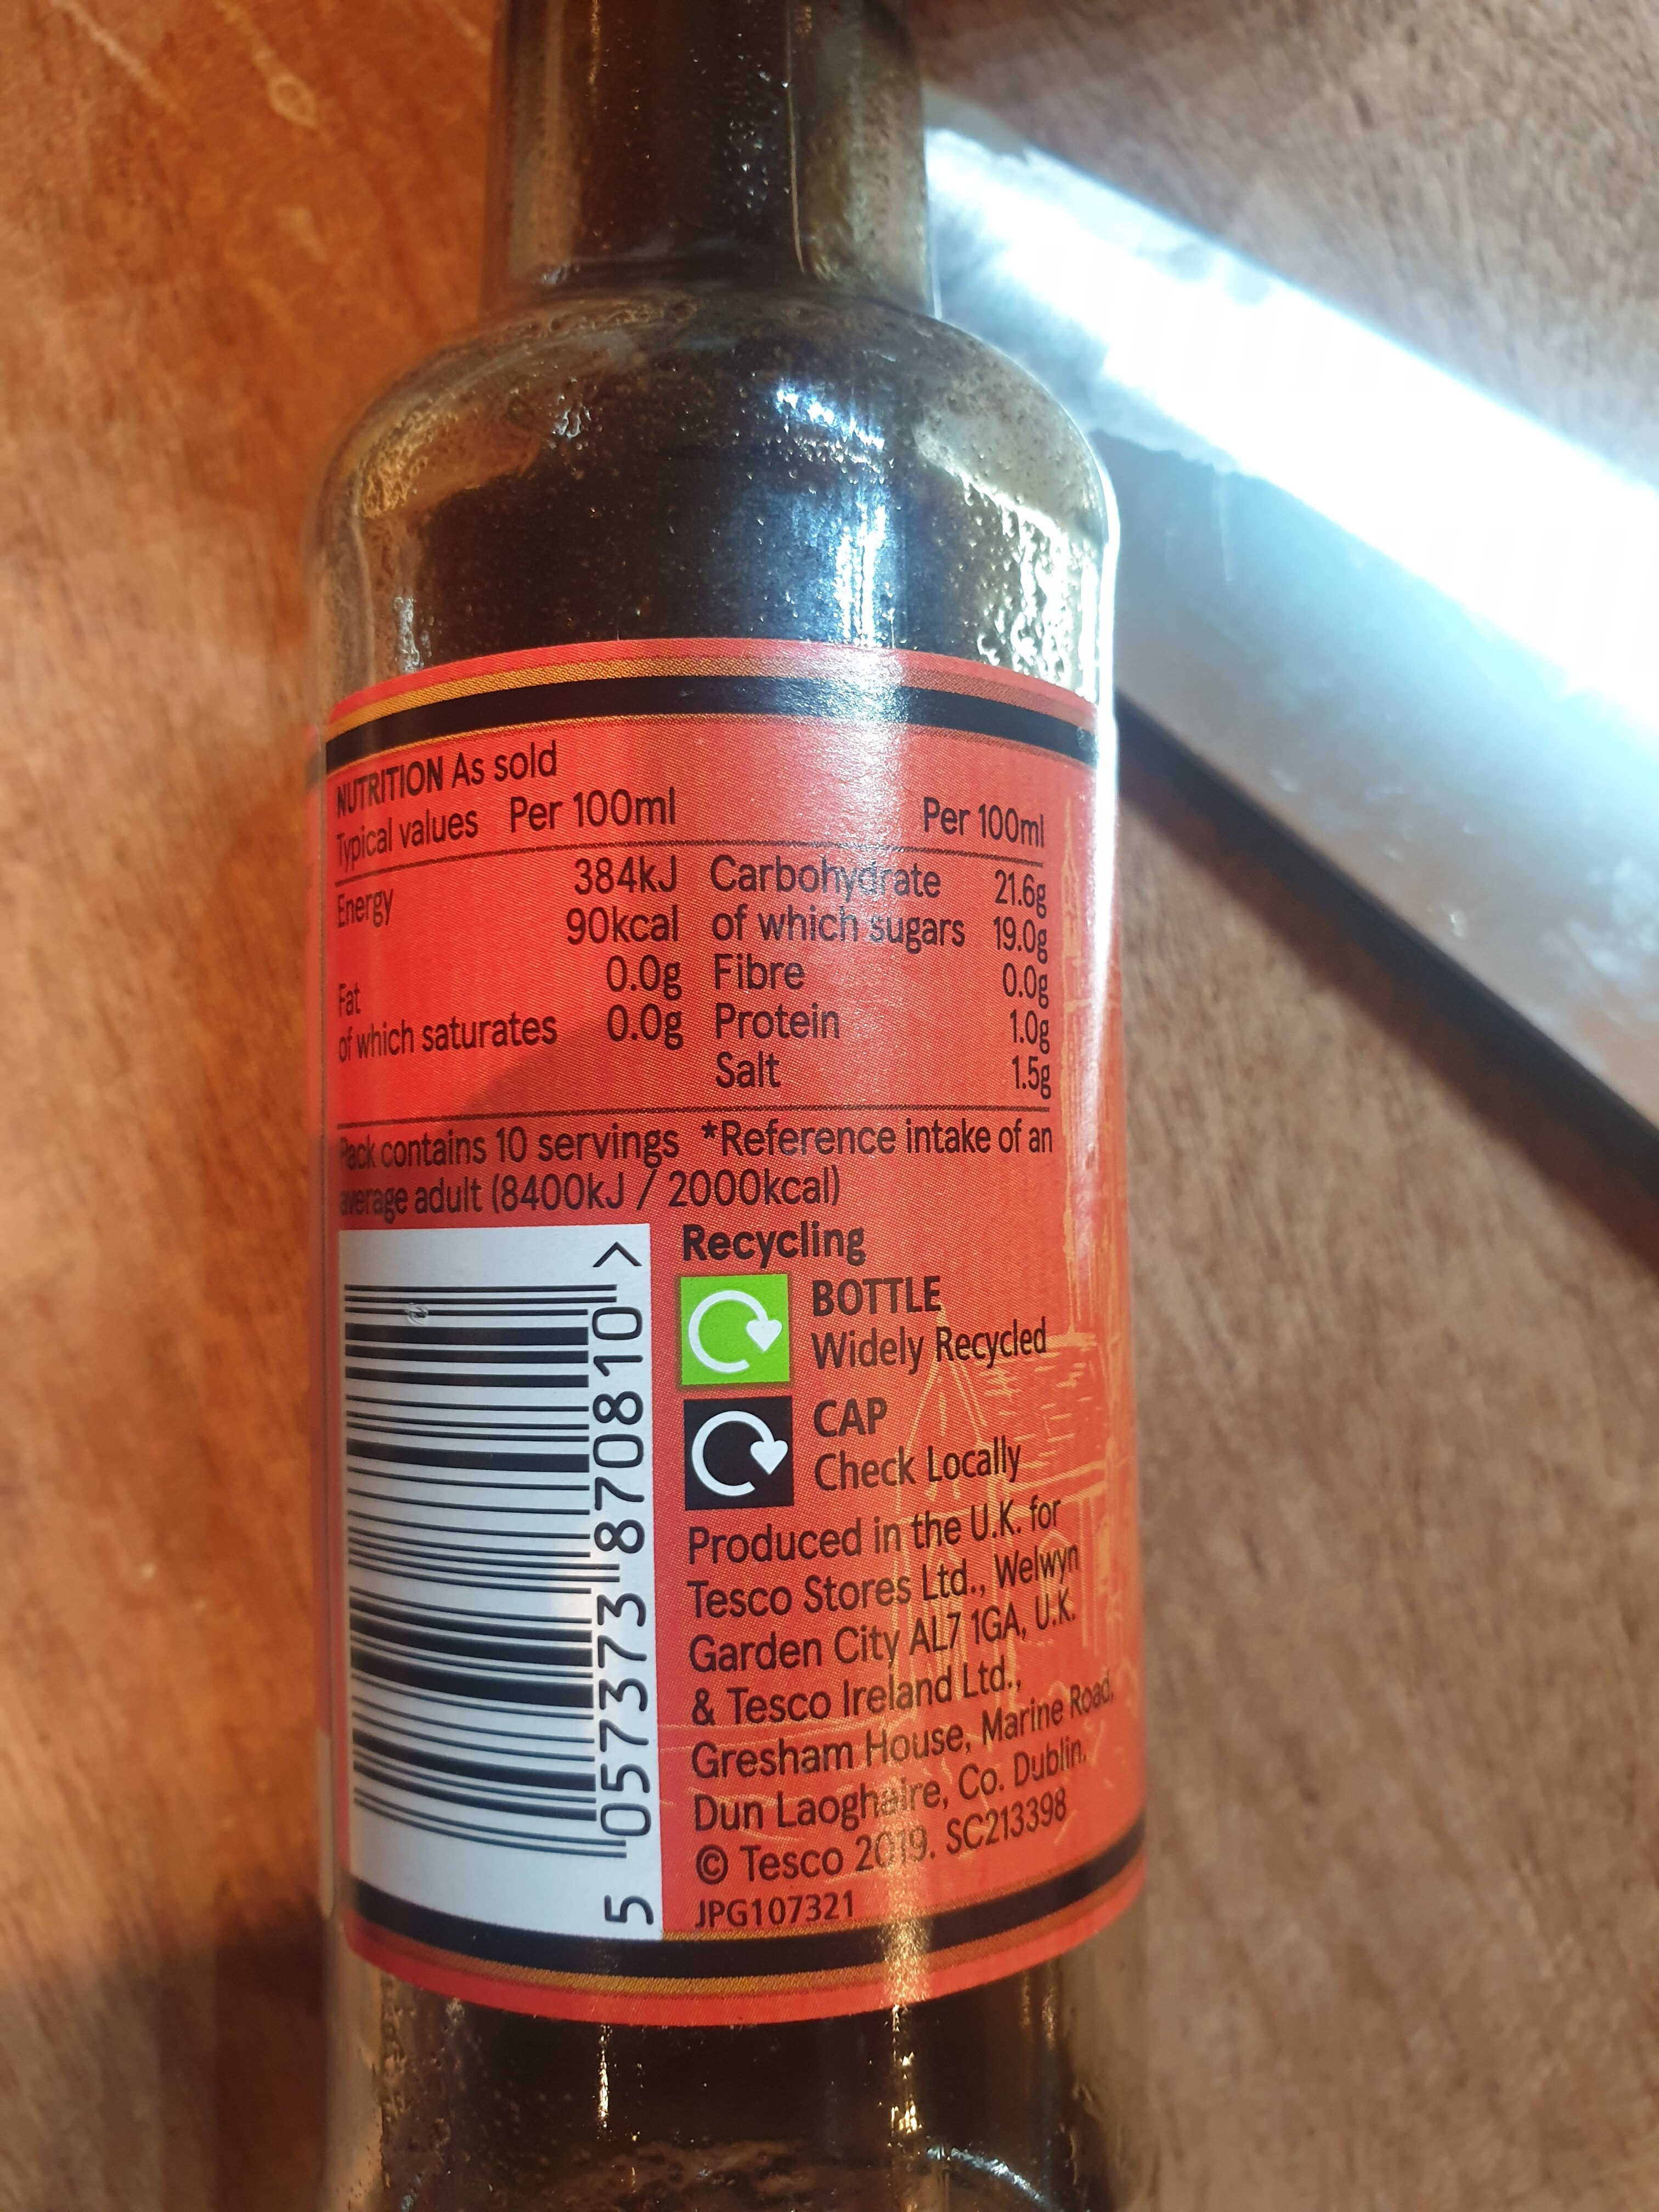 NUTRITION As sold
Typical values Per 100ml Per 100ml
Energy 384kJ Carbohydrate 21.6g
90kcal of which sugars 19.0g
Fat 0.0g Fibre 0.0g
of which saturates 0.0g Protein 1.0g
Salt 1.5g
Pack contains 10 servings *Reference intake of an
average adult (8400kJ / 2000kcal)
Recycling
BOTTLE
Widely Recycled
CAP
Check Locally
Produced in the U.K. for
Tesco Stores Ltd., Welwyn
Garden City AL7 1GA, U.K.
& Tesco Ireland Ltd.,
Gresham House, Marine Road,
Dun Laoghaire, Co. Dublin.
© Tesco 2019. SC213398
JPG107321
5 057373 870810 >